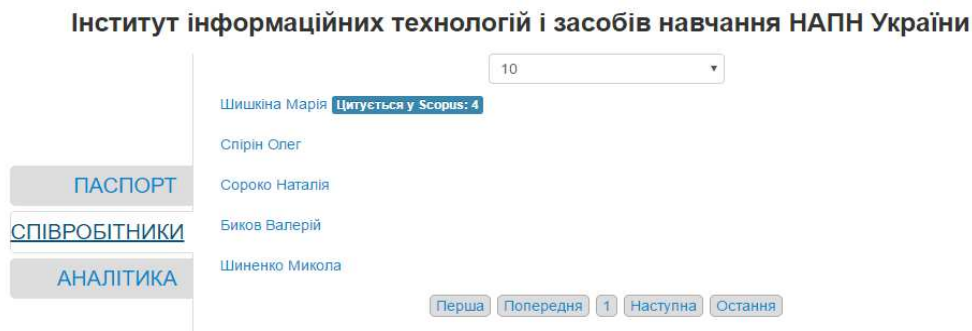 Інститут інформаційних технологій і засобів навчання НАПН України
10
Шишкіна Марія Цитується у Scopus: 4
Спірін Олег
ПАСПОРТ
Сороко Наталія
СПІВРОБІТНИКИ
Биков Валерій
АНАЛІТИКА
Шиненко Микола
Перша Попередня 1 Наступна Остання